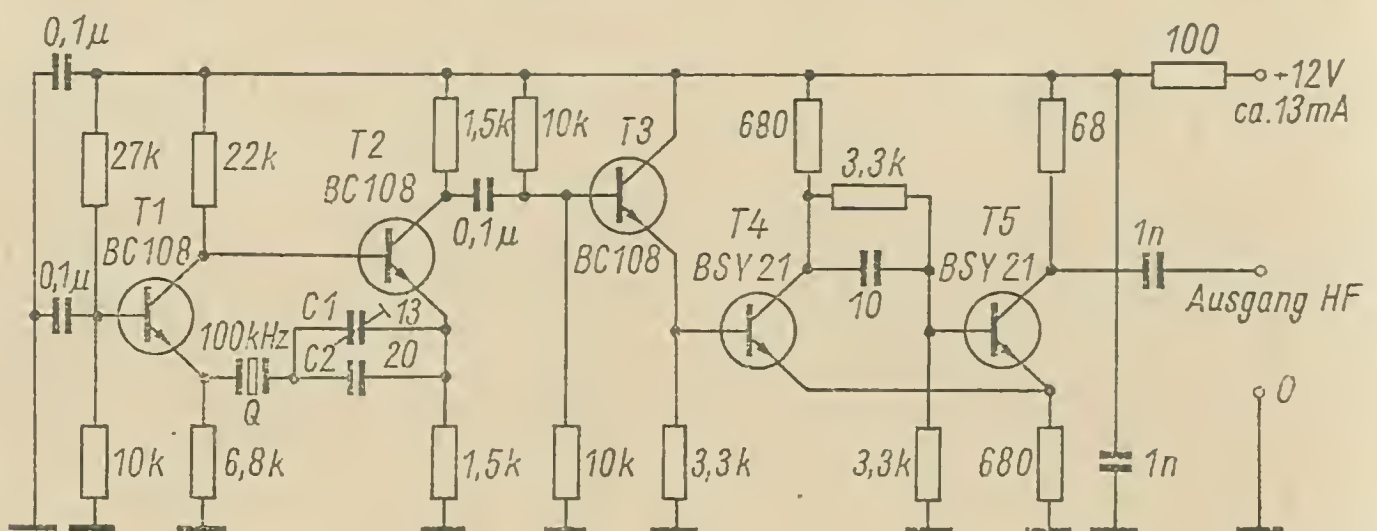 0,1µ
100
+12V
ca.13mA
27k
22k
1,5k
10k
T3
680
3,3k
68
T2
BC108
T1
BC108
0,1µ
0,1µ
BC108
T4
BSY21
10
T5
BSY21
1n
Ausgang HF
100kHz
C1
13
C2
20
Q
0
10k
6,8k
1,5k
10k
3,3k
3,3k
680
1n